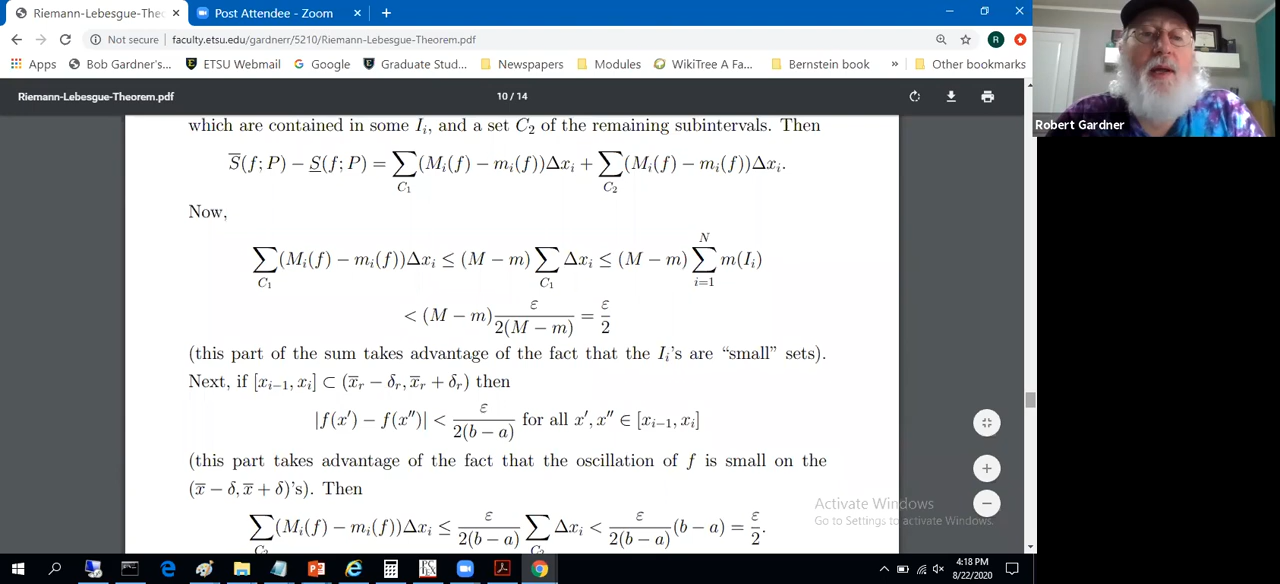 Riemann-Lebesgue-Theo
Post Attendee - Zoom
Not secure
faculty.etsu.edu/gardnerr/5210/Riemann-Lebesgue-Theorem.pdf
R
Apps
Bob Gardner's...
ETSU Webmail
Google
Graduate Stud...
Newspapers
Modules
WikiTree A Fa...
Bernstein book
»
Other bookmarks
Riemann-Lebesgue-Theorem.pdf
10 / 14
Robert Gardner
which are contained in some I_i, and a set C_2 of the remaining subintervals. Then
S̅(f; P) − S̲(f; P) = ∑_{C_1} (M_i(f) − m_i(f))Δx_i + ∑_{C_2} (M_i(f) − m_i(f))Δx_i.
Now,
∑_{C_1} (M_i(f) − m_i(f))Δx_i ≤ (M − m) ∑_{C_1} Δx_i ≤ (M − m) ∑_{i=1}^{N} m(I_i)
< (M − m) ε/2(M − m) = ε/2
(this part of the sum takes advantage of the fact that the I_i's are “small” sets).
Next, if [x_{i−1}, x_i] ⊂ (x̅_r − δ_r, x̅_r + δ_r) then
|f(x′) − f(x″)| < ε/2(b − a) for all x′, x″ ∈ [x_{i−1}, x_i]
(this part takes advantage of the fact that the oscillation of f is small on the
(x̅ − δ, x̅ + δ)'s). Then
∑_{C_2} (M_i(f) − m_i(f))Δx_i ≤ ε/2(b − a) ∑_{C_2} Δx_i < ε/2(b − a) (b − a) = ε/2.
Activate Windows
Go to Settings to activate Windows.
4:18 PM
8/22/2020